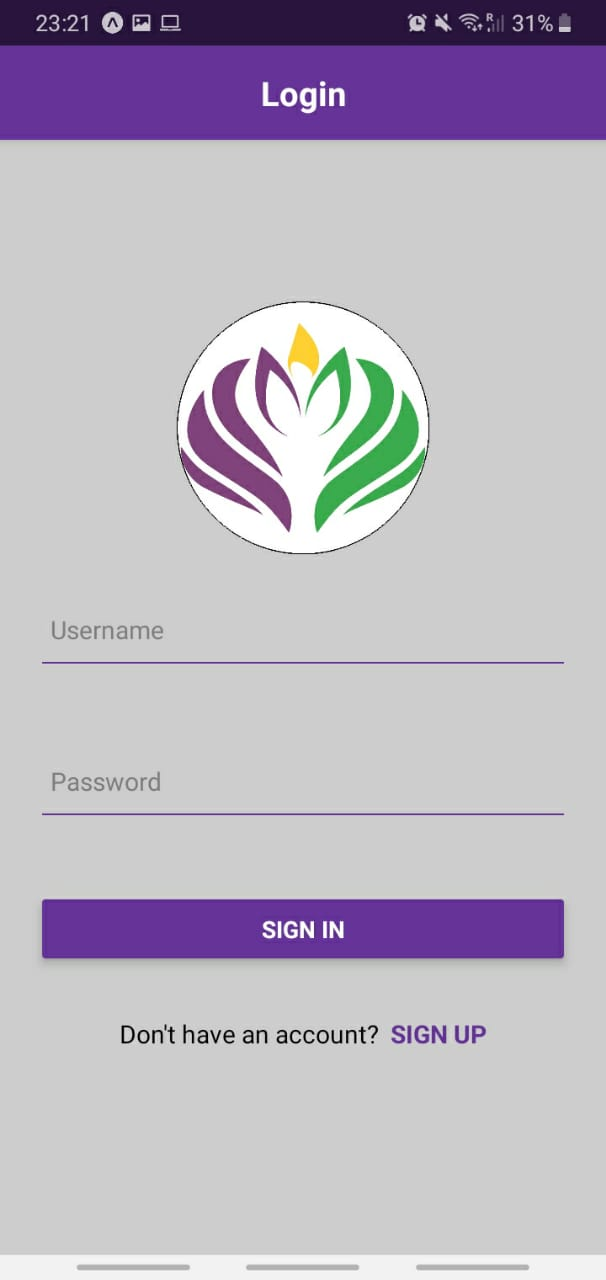 23:21 R 31%
Login
Username
Password
SIGN IN
Don't have an account? SIGN UP